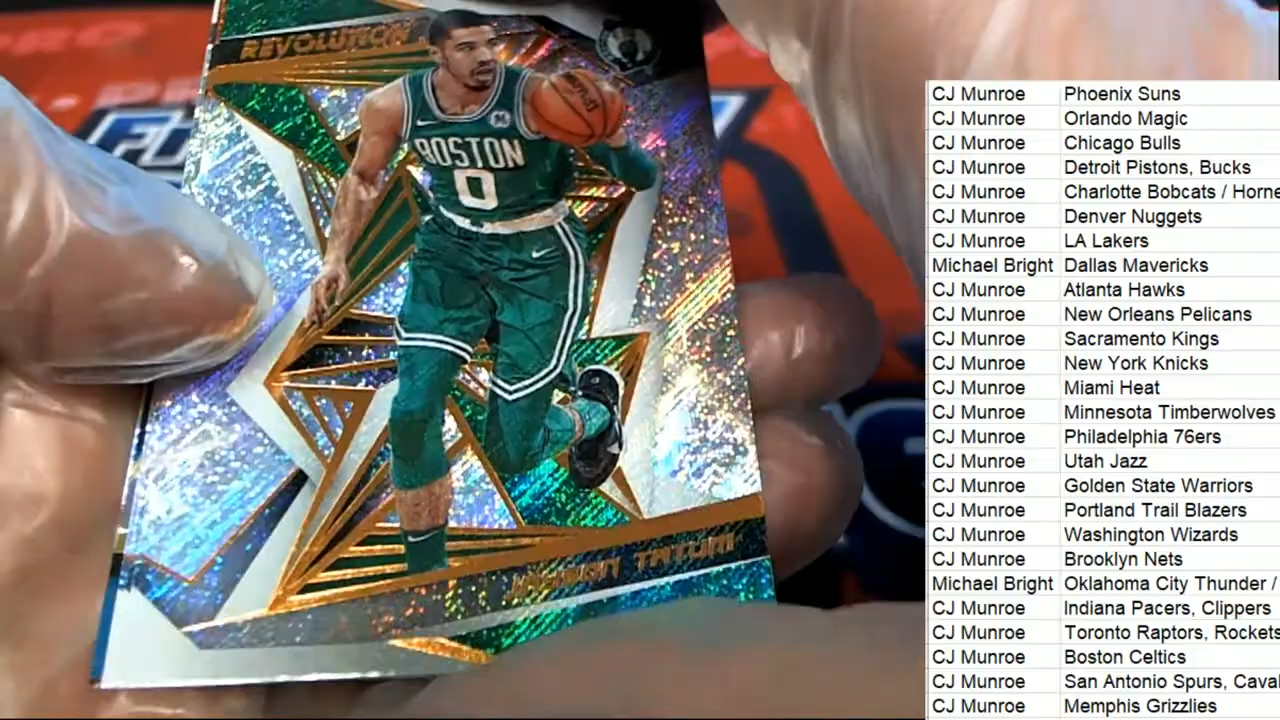 REVOLUTION
BOSTON
0
JAYSON TATUM
CJ Munroe Phoenix Suns
CJ Munroe Orlando Magic
CJ Munroe Chicago Bulls
CJ Munroe Detroit Pistons, Bucks
CJ Munroe Charlotte Bobcats / Horne
CJ Munroe Denver Nuggets
CJ Munroe LA Lakers
Michael Bright Dallas Mavericks
CJ Munroe Atlanta Hawks
CJ Munroe New Orleans Pelicans
CJ Munroe Sacramento Kings
CJ Munroe New York Knicks
CJ Munroe Miami Heat
CJ Munroe Minnesota Timberwolves
CJ Munroe Philadelphia 76ers
CJ Munroe Utah Jazz
CJ Munroe Golden State Warriors
CJ Munroe Portland Trail Blazers
CJ Munroe Washington Wizards
CJ Munroe Brooklyn Nets
Michael Bright Oklahoma City Thunder /
CJ Munroe Indiana Pacers, Clippers
CJ Munroe Toronto Raptors, Rockets
CJ Munroe Boston Celtics
CJ Munroe San Antonio Spurs, Caval
CJ Munroe Memphis Grizzlies